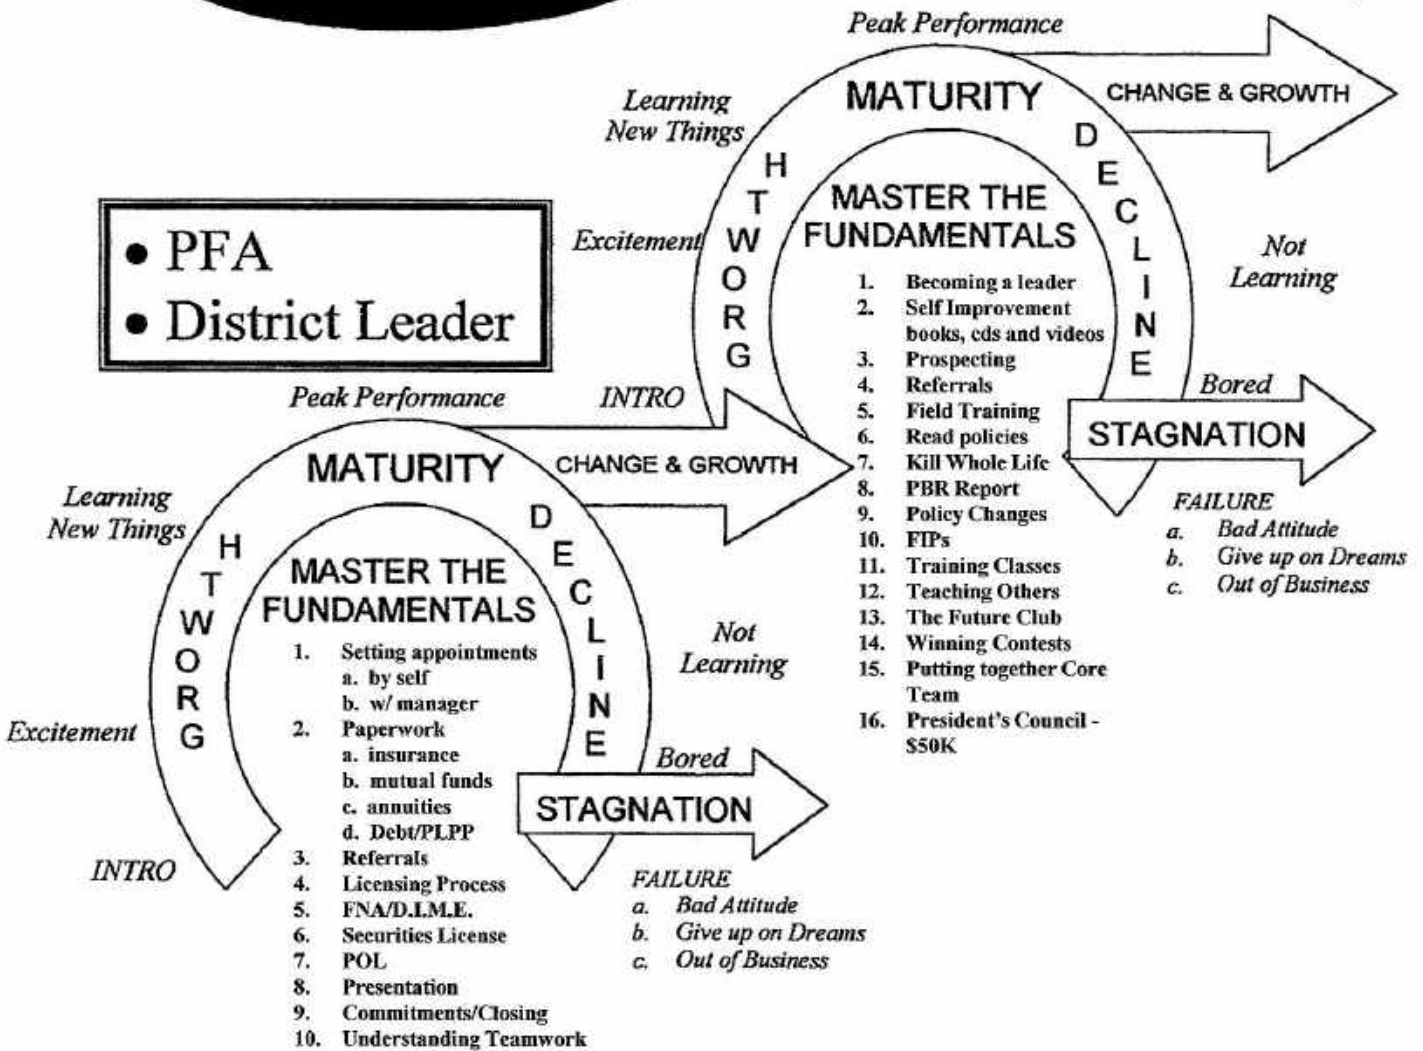 Peak Performance
CHANGE & GROWTH
MATURITY
Learning
New Things
GROWTH
DECLINE
MASTER THE
FUNDAMENTALS
Excitement
Not
Learning
1. Becoming a leader
2. Self Improvement
books, cds and videos
3. Prospecting
4. Referrals
5. Field Training
6. Read policies
7. Kill Whole Life
8. PBR Report
9. Policy Changes
10. FIPs
11. Training Classes
12. Teaching Others
13. The Future Club
14. Winning Contests
15. Putting together Core
Team
16. President's Council -
$50K
INTRO
Bored
STAGNATION
FAILURE
a. Bad Attitude
b. Give up on Dreams
c. Out of Business
• PFA
• District Leader
Peak Performance
MATURITY
CHANGE & GROWTH
Learning
New Things
GROWTH
DECLINE
MASTER THE
FUNDAMENTALS
Excitement
Not
Learning
1. Setting appointments
a. by self
b. w/ manager
2. Paperwork
a. insurance
b. mutual funds
c. annuities
d. Debt/PLPP
3. Referrals
4. Licensing Process
5. FNA/D.I.M.E.
6. Securities License
7. POL
8. Presentation
9. Commitments/Closing
10. Understanding Teamwork
INTRO
Bored
STAGNATION
FAILURE
a. Bad Attitude
b. Give up on Dreams
c. Out of Business